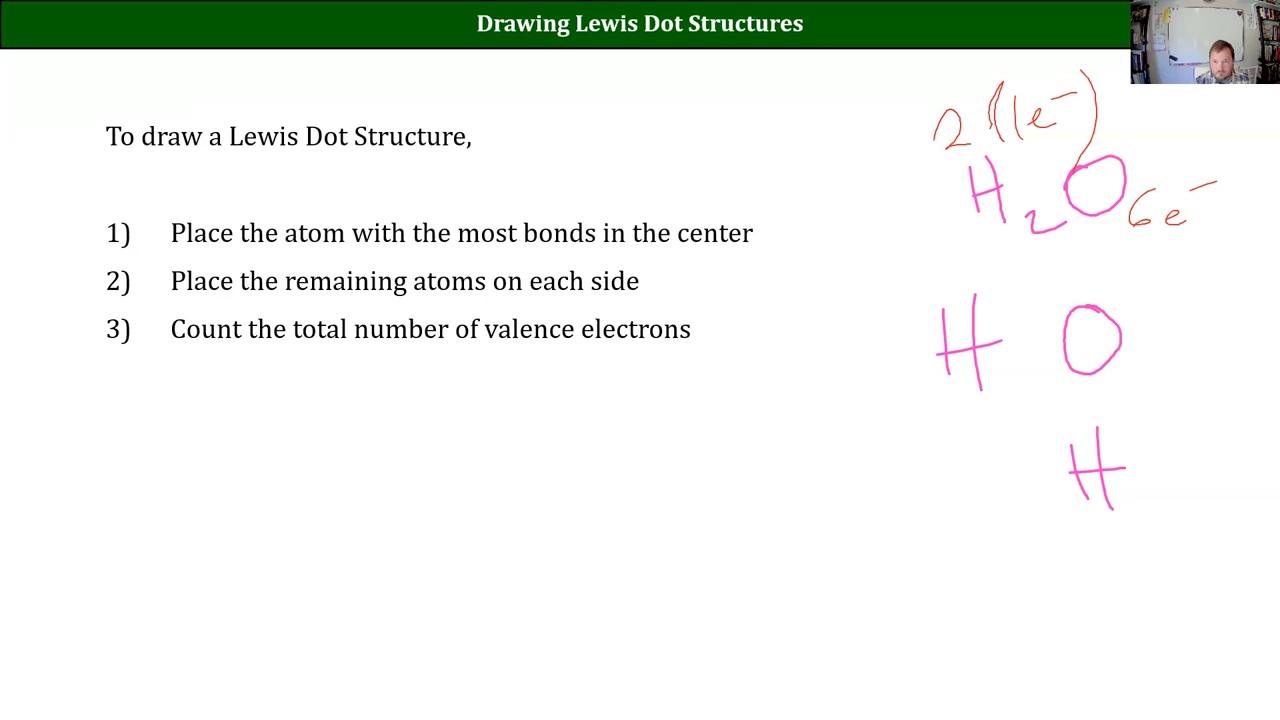 Drawing Lewis Dot Structures
To draw a Lewis Dot Structure,
1) Place the atom with the most bonds in the center
2) Place the remaining atoms on each side
3) Count the total number of valence electrons
2 (1e⁻)
H₂O 6e⁻
H O
H